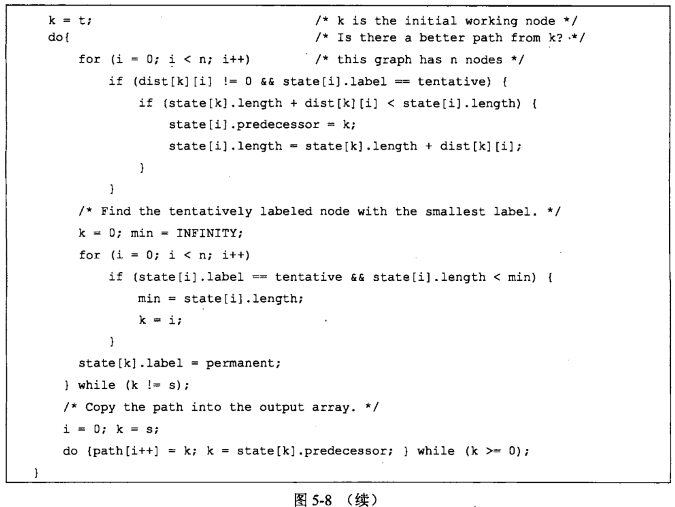 k = t; /* k is the initial working node */
do{ /* Is there a better path from k? */
for (i = 0; i < n; i++) /* this graph has n nodes */
if (dist[k][i] != 0 && state[i].label == tentative) {
if (state[k].length + dist[k][i] < state[i].length) {
state[i].predecessor = k;
state[i].length = state[k].length + dist[k][i];
}
}
/* Find the tentatively labeled node with the smallest label. */
k = 0; min = INFINITY;
for (i = 0; i < n; i++)
if (state[i].label == tentative && state[i].length < min) {
min = state[i].length;
k = i;
}
state[k].label = permanent;
} while (k != s);
/* Copy the path into the output array. */
i = 0; k = s;
do {path[i++] = k; k = state[k].predecessor; } while (k >= 0);
}
图 5-8 （续）